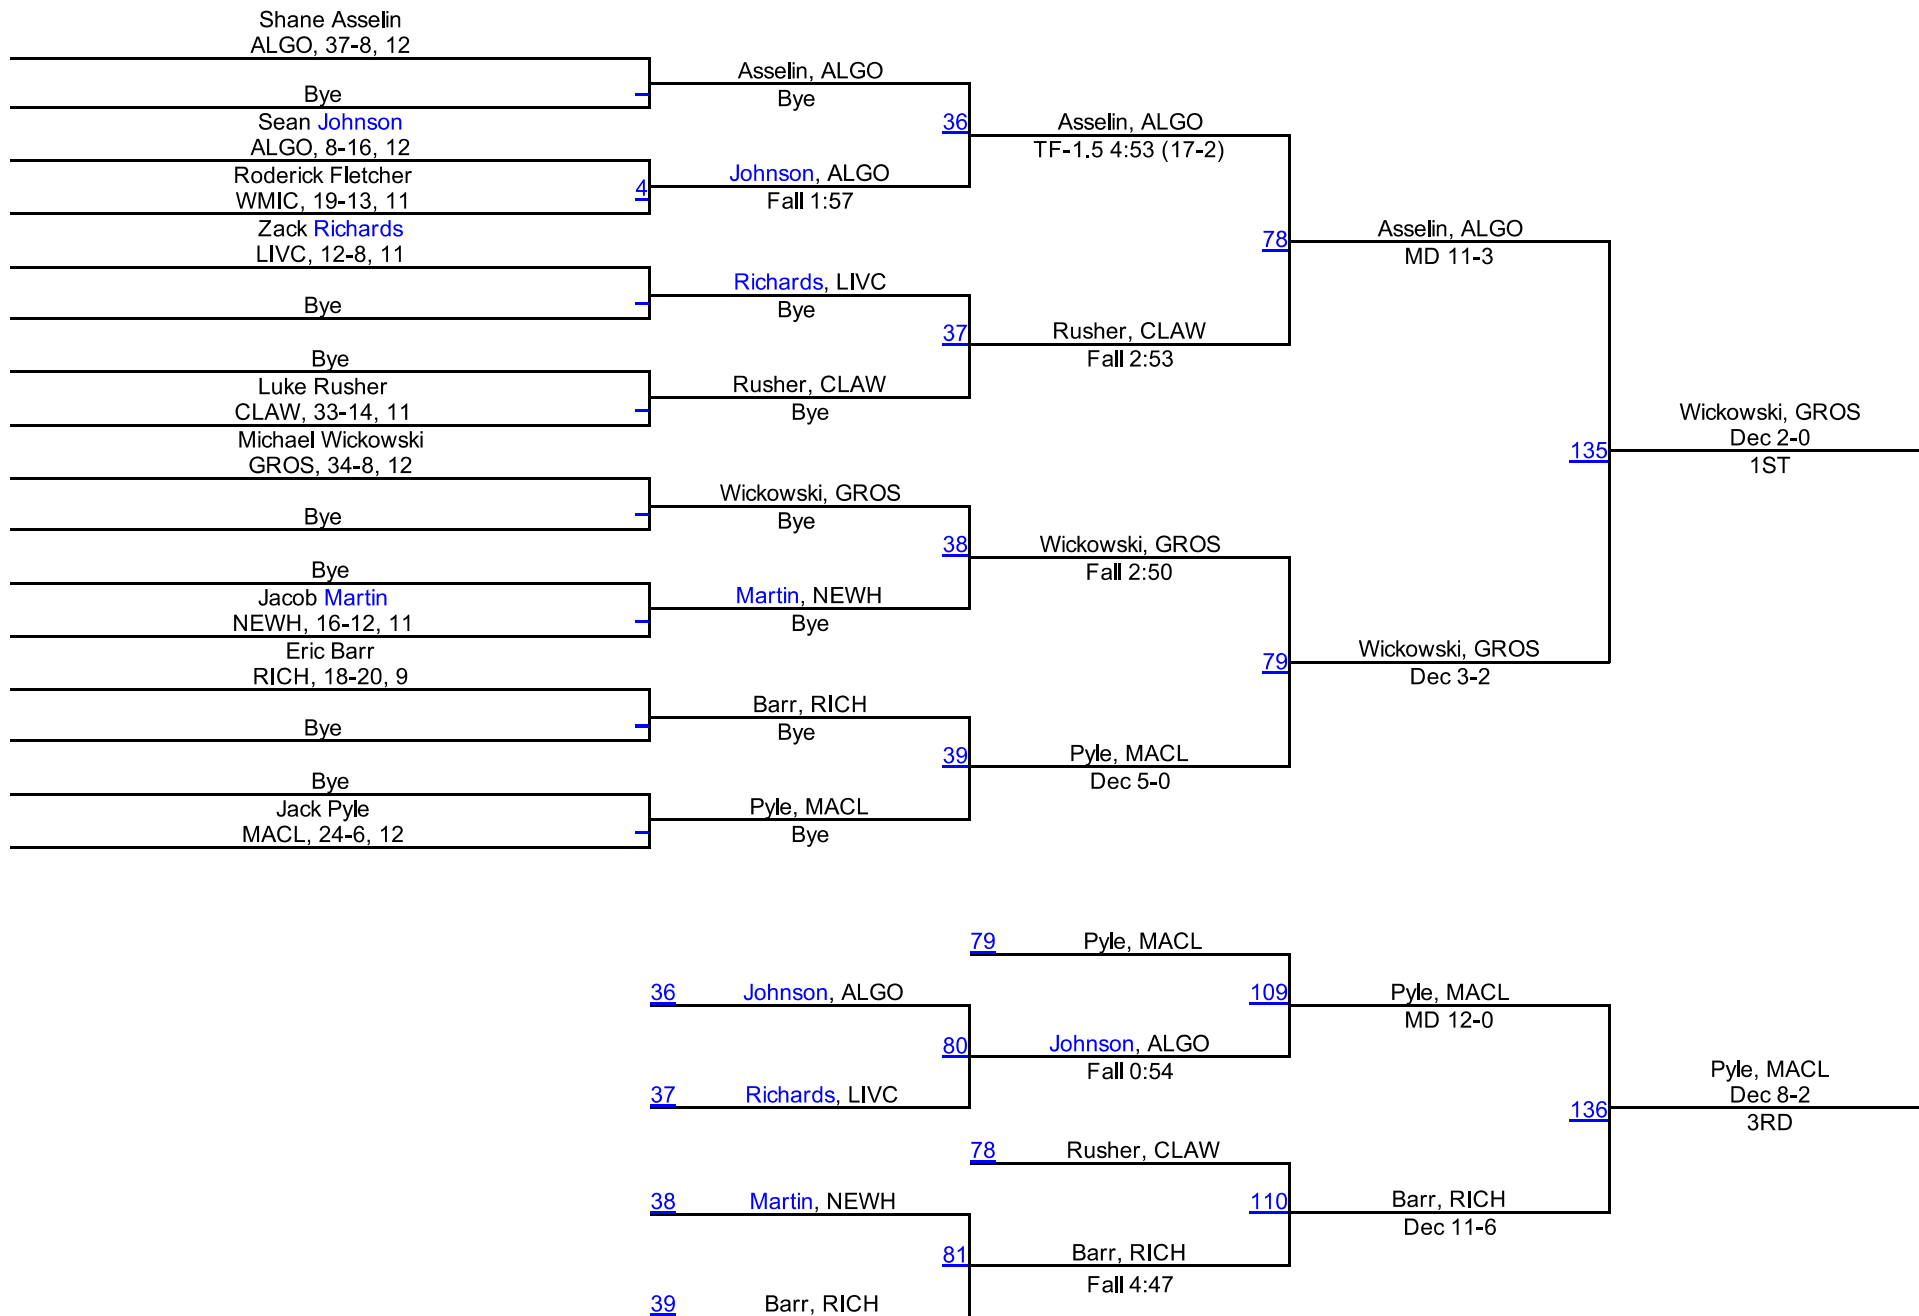 Shane Asselin
ALGO, 37-8, 12
Bye
Sean Johnson
ALGO, 8-16, 12
Roderick Fletcher
WMIC, 19-13, 11
4
Zack Richards
LIVC, 12-8, 11
Bye
Bye
Luke Rusher
CLAW, 33-14, 11
Michael Wickowski
GROS, 34-8, 12
Bye
Bye
Jacob Martin
NEWH, 16-12, 11
Eric Barr
RICH, 18-20, 9
Bye
Bye
Jack Pyle
MACL, 24-6, 12
Asselin, ALGO
Bye
36
Johnson, ALGO
Fall 1:57
Richards, LIVC
Bye
37
Rusher, CLAW
Bye
Wickowski, GROS
Bye
38
Martin, NEWH
Bye
Barr, RICH
Bye
39
Pyle, MACL
Bye
Asselin, ALGO
TF-1.5 4:53 (17-2)
78
Rusher, CLAW
Fall 2:53
Wickowski, GROS
Fall 2:50
79
Pyle, MACL
Dec 5-0
Asselin, ALGO
MD 11-3
135
Wickowski, GROS
Dec 3-2
Wickowski, GROS
Dec 2-0
1ST
79 Pyle, MACL
36 Johnson, ALGO
109
Pyle, MACL
MD 12-0
80
Johnson, ALGO
Fall 0:54
37 Richards, LIVC
136
Pyle, MACL
Dec 8-2
3RD
78 Rusher, CLAW
38 Martin, NEWH
110
Barr, RICH
Dec 11-6
81
Barr, RICH
Fall 4:47
39 Barr, RICH